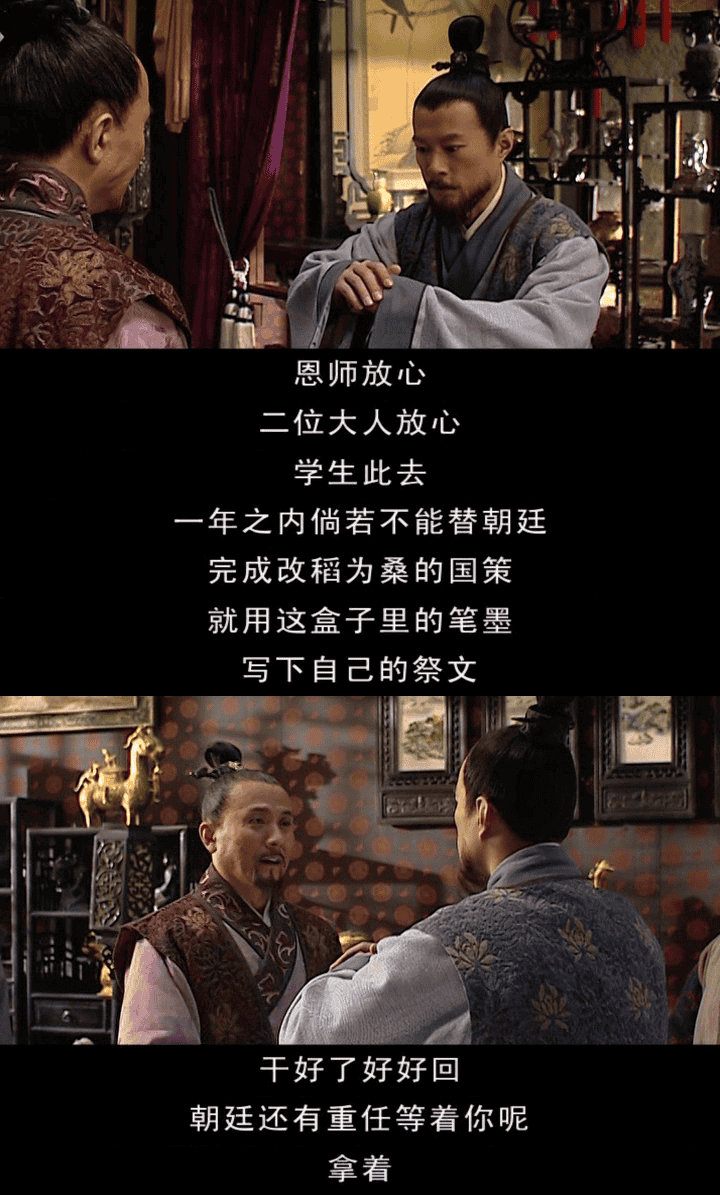 恩师放心
二位大人放心
学生此去
一年之内倘若不能替朝廷
完成改稻为桑的国策
就用这盒子里的笔墨
写下自己的祭文
干好了好好回
朝廷还有重任等着你呢
拿着